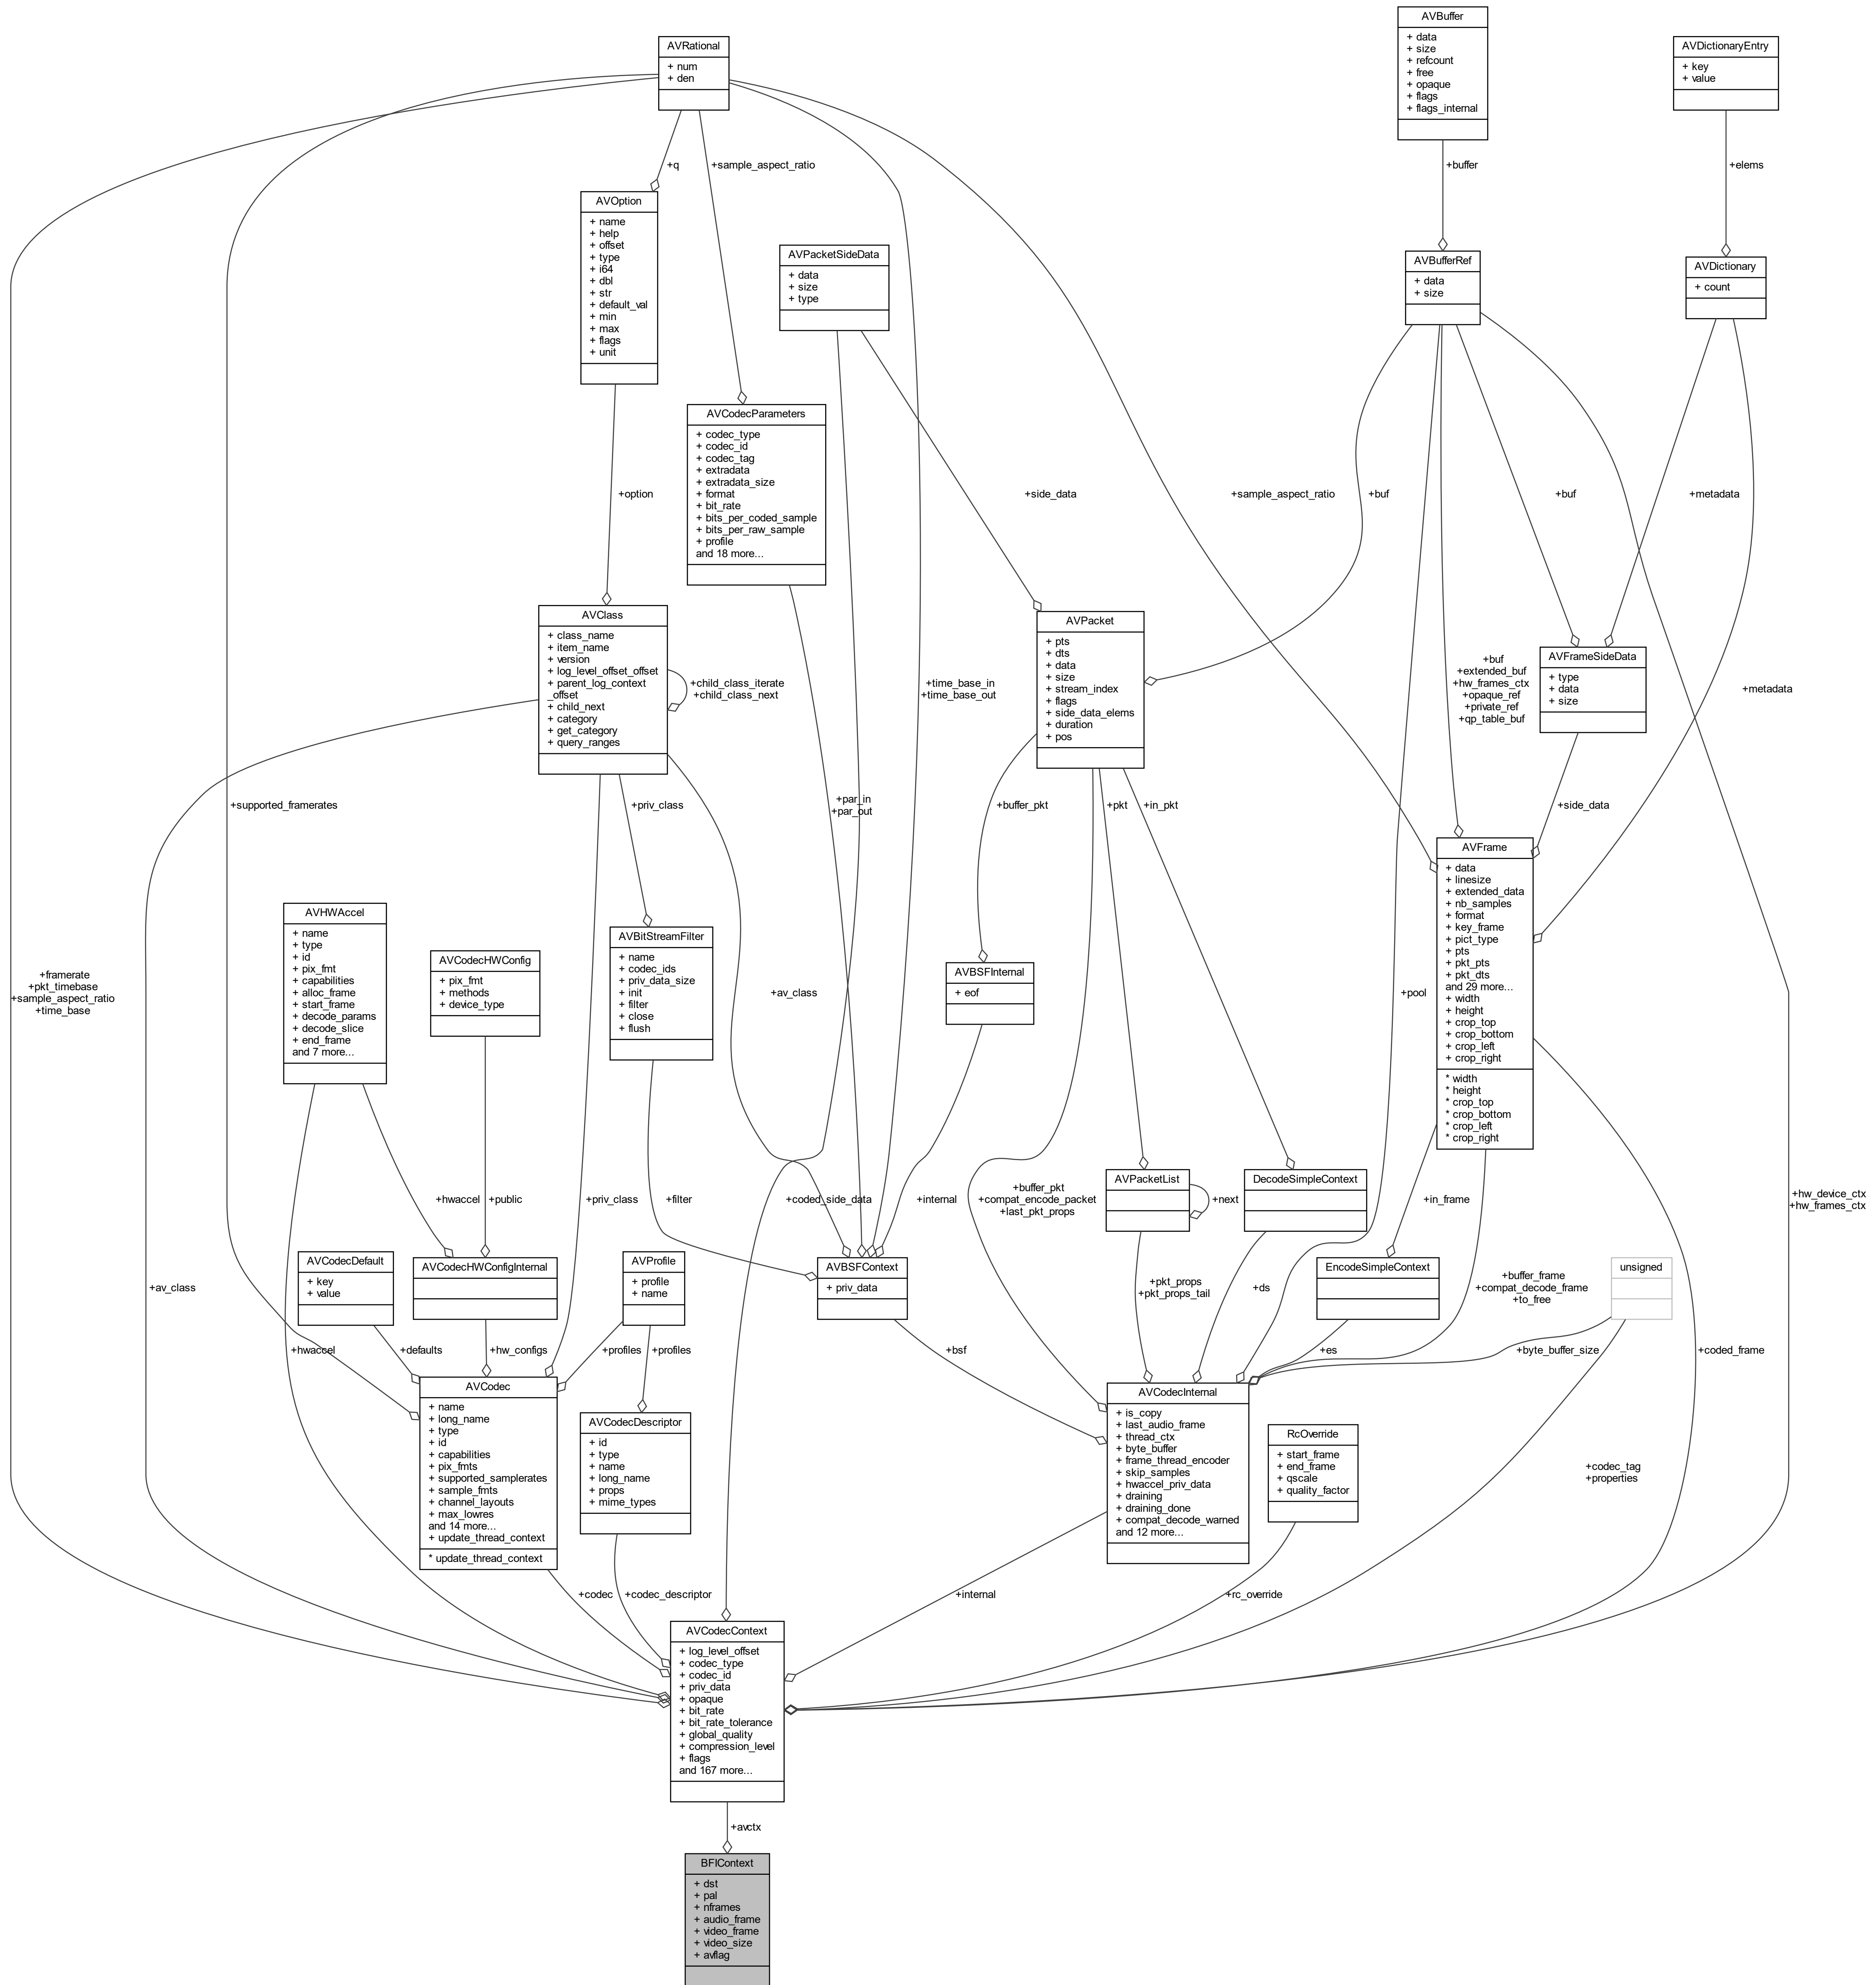 AVBuffer
+ data
+ size
+ refcount
+ free
+ opaque
+ flags
+ flags_internal
AVRational
+ num
+ den
AVDictionaryEntry
+ key
+ value
+q
+sample_aspect_ratio
+buffer
+elems
AVOption
+ name
+ help
+ offset
+ type
+ i64
+ dbl
+ str
+ default_val
+ min
+ max
+ flags
+ unit
AVPacketSideData
+ data
+ size
+ type
AVBufferRef
+ data
+ size
AVDictionary
+ count
AVCodecParameters
+ codec_type
+ codec_id
+ codec_tag
+ extradata
+ extradata_size
+ format
+ bit_rate
+ bits_per_coded_sample
+ bits_per_raw_sample
+ profile
and 18 more...
+option
+side_data
+sample_aspect_ratio
+buf
+buf
+metadata
AVClass
+ class_name
+ item_name
+ version
+ log_level_offset_offset
+ parent_log_context
_offset
+ child_next
+ category
+ get_category
+ query_ranges
+child_class_iterate
+child_class_next
+time_base_in
+time_base_out
AVPacket
+ pts
+ dts
+ data
+ size
+ stream_index
+ flags
+ side_data_elems
+ duration
+ pos
+buf
+extended_buf
+hw_frames_ctx
+opaque_ref
+private_ref
+qp_table_buf
AVFrameSideData
+ type
+ data
+ size
+metadata
+supported_framerates
+priv_class
+par_in
+par_out
+buffer_pkt
+pkt
+in_pkt
+side_data
AVFrame
+ data
+ linesize
+ extended_data
+ nb_samples
+ format
+ key_frame
+ pict_type
+ pts
+ pkt_pts
+ pkt_dts
and 29 more...
+ width
+ height
+ crop_top
+ crop_bottom
+ crop_left
+ crop_right
* width
* height
* crop_top
* crop_bottom
* crop_left
* crop_right
+framerate
+pkt_timebase
+sample_aspect_ratio
+time_base
AVHWAccel
+ name
+ type
+ id
+ pix_fmt
+ capabilities
+ alloc_frame
+ start_frame
+ decode_params
+ decode_slice
+ end_frame
and 7 more...
AVCodecHWConfig
+ pix_fmt
+ methods
+ device_type
AVBitStreamFilter
+ name
+ codec_ids
+ priv_data_size
+ init
+ filter
+ close
+ flush
+av_class
AVBSFInternal
+ eof
+pool
+hwaccel
+public
+priv_class
+filter
+coded_side_data
+internal
+buffer_pkt
+compat_encode_packet
+last_pkt_props
AVPacketList
+next
DecodeSimpleContext
+in_frame
+hw_device_ctx
+hw_frames_ctx
+av_class
AVCodecDefault
+ key
+ value
AVCodecHWConfigInternal
AVProfile
+ profile
+ name
AVBSFContext
+ priv_data
+pkt_props
+pkt_props_tail
+ds
EncodeSimpleContext
+buffer_frame
+compat_decode_frame
+to_free
unsigned
+hwaccel
+defaults
+hw_configs
+profiles
+profiles
+bsf
+es
+byte_buffer_size
+coded_frame
AVCodec
+ name
+ long_name
+ type
+ id
+ capabilities
+ pix_fmts
+ supported_samplerates
+ sample_fmts
+ channel_layouts
+ max_lowres
and 14 more...
+ update_thread_context
* update_thread_context
AVCodecDescriptor
+ id
+ type
+ name
+ long_name
+ props
+ mime_types
AVCodecInternal
+ is_copy
+ last_audio_frame
+ thread_ctx
+ byte_buffer
+ frame_thread_encoder
+ skip_samples
+ hwaccel_priv_data
+ draining
+ draining_done
+ compat_decode_warned
and 12 more...
RcOverride
+ start_frame
+ end_frame
+ qscale
+ quality_factor
+codec_tag
+properties
+codec
+codec_descriptor
+internal
+rc_override
AVCodecContext
+ log_level_offset
+ codec_type
+ codec_id
+ priv_data
+ opaque
+ bit_rate
+ bit_rate_tolerance
+ global_quality
+ compression_level
+ flags
and 167 more...
+avctx
BFIContext
+ dst
+ pal
+ nframes
+ audio_frame
+ video_frame
+ video_size
+ avflag